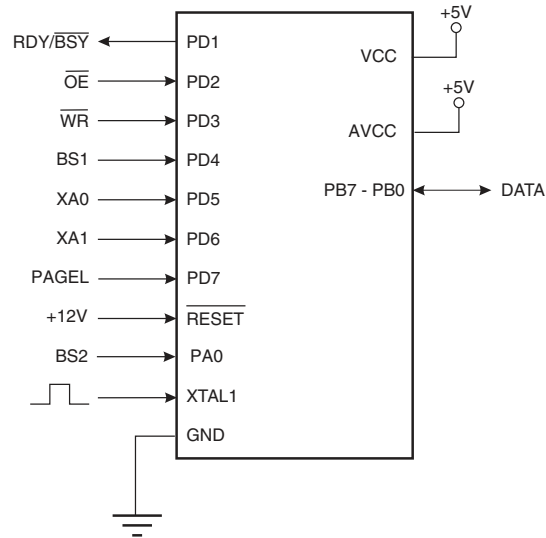 RDY/BSY PD1
OE PD2
WR PD3
BS1 PD4
XA0 PD5
XA1 PD6
PAGEL PD7
+12V RESET
BS2 PA0
XTAL1
GND
+5V
VCC
+5V
AVCC
PB7 - PB0 DATA